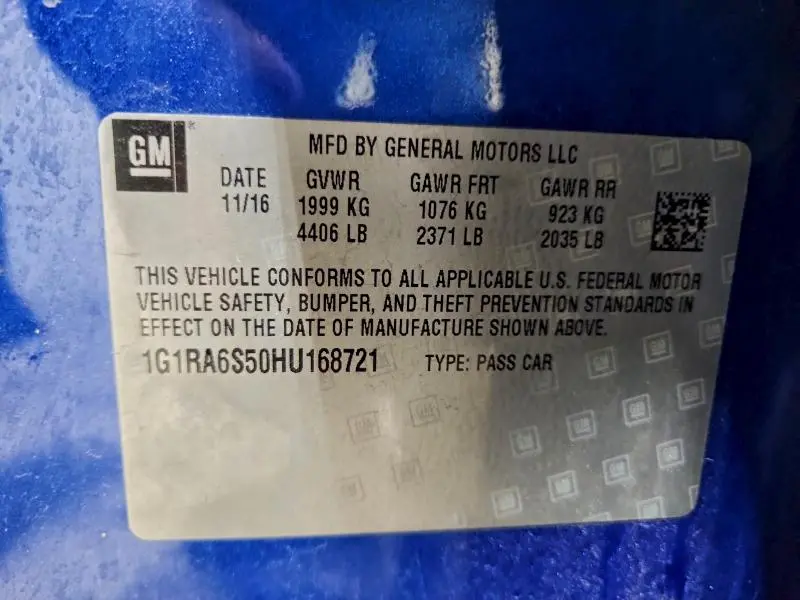 GM
MFD BY GENERAL MOTORS LLC
DATE GVWR GAWR FRT GAWR RR
11/16 1999 KG 1076 KG 923 KG
4406 LB 2371 LB 2035 LB
THIS VEHICLE CONFORMS TO ALL APPLICABLE U.S. FEDERAL MOTOR
VEHICLE SAFETY, BUMPER, AND THEFT PREVENTION STANDARDS IN
EFFECT ON THE DATE OF MANUFACTURE SHOWN ABOVE.
1G1RA6S50HU168721 TYPE: PASS CAR